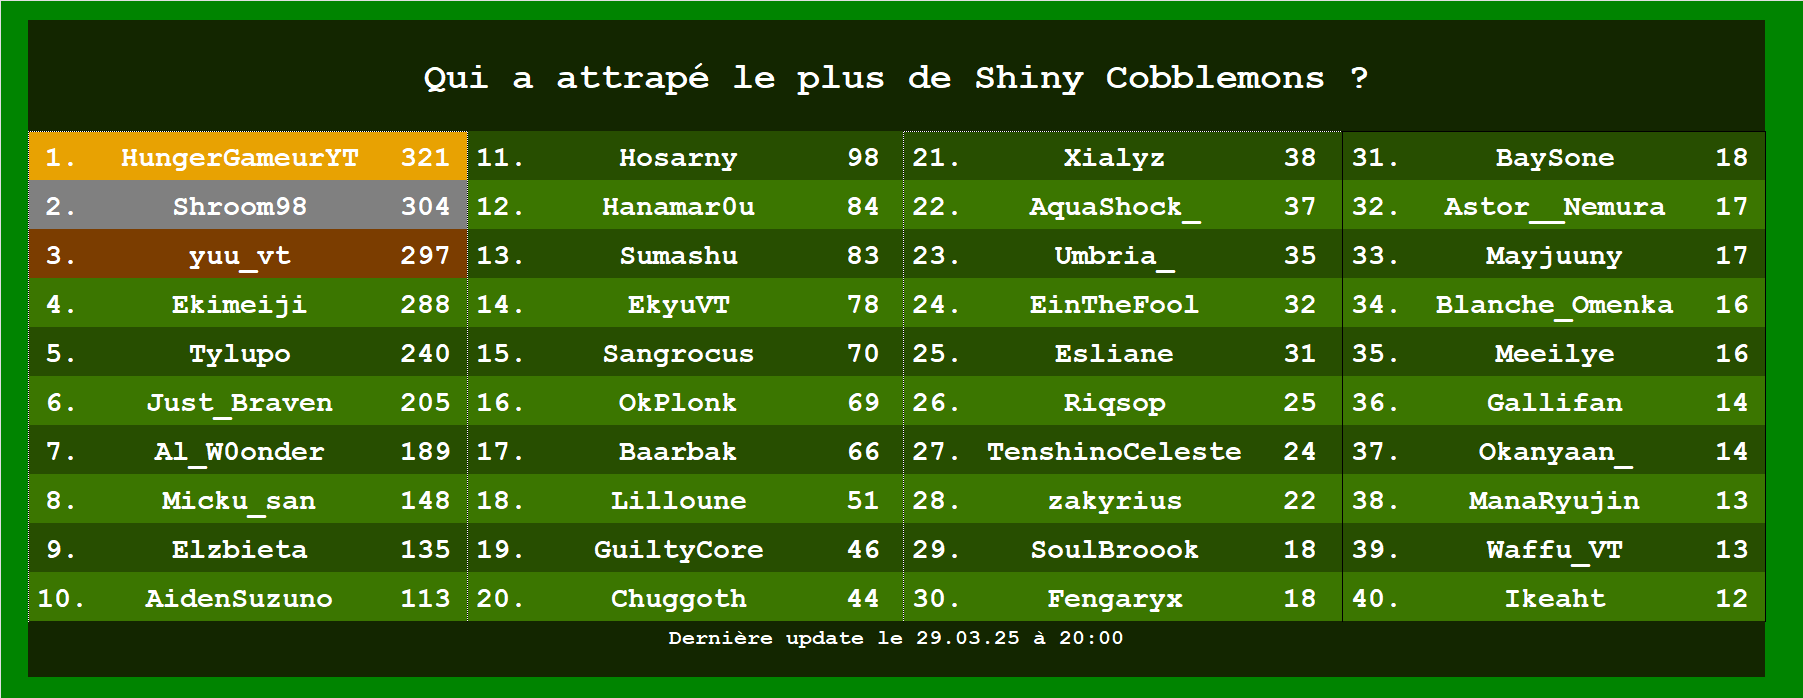 Qui a attrapé le plus de Shiny Cobblemons ?
1. HungerGameurYT 321
2. Shroom98 304
3. yuu_vt 297
4. Ekimeiji 288
5. Tylupo 240
6. Just_Braven 205
7. Al_W0onder 189
8. Micku_san 148
9. Elzbieta 135
10. AidenSuzuno 113
11. Hosarny 98
12. Hanamar0u 84
13. Sumashu 83
14. EkyuVT 78
15. Sangrocus 70
16. OkPlonk 69
17. Baarbak 66
18. Lilloune 51
19. GuiltyCore 46
20. Chuggoth 44
21. Xialyz 38
22. AquaShock_ 37
23. Umbria_ 35
24. EinTheFool 32
25. Esliane 31
26. Riqsop 25
27. TenshinoCeleste 24
28. zakyrius 22
29. SoulBroook 18
30. Fengaryx 18
31. BaySone 18
32. Astor__Nemura 17
33. Mayjuuny 17
34. Blanche_Omenka 16
35. Meeilye 16
36. Gallifan 14
37. Okanyaan_ 14
38. ManaRyujin 13
39. Waffu_VT 13
40. Ikeaht 12
Dernière update le 29.03.25 à 20:00